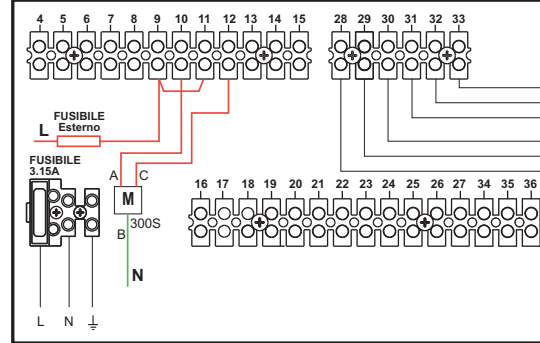 4 5 6 7 8 9 10 11 12 13 14 15 28 29 30 31 32 33
L FUSIBILE
Esterno
FUSIBILE
3.15A
A C
M
300S
B
N
16 17 18 19 20 21 22 23 24 25 26 27 34 35 36
L N